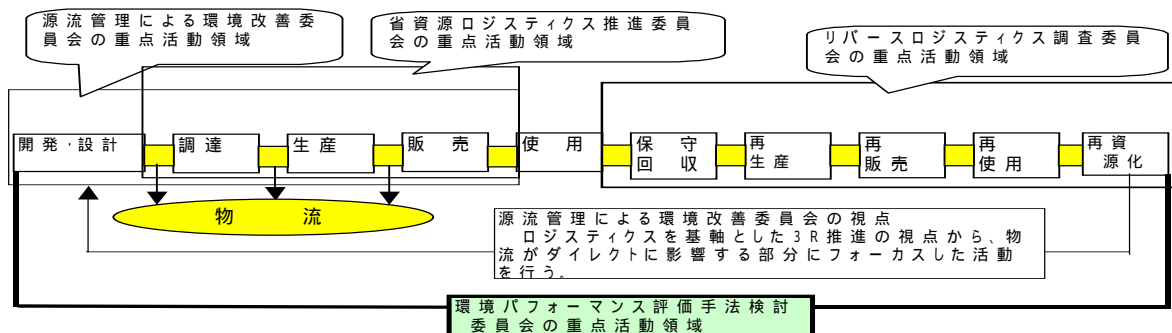 源流管理による環境改善委
員会の重点活動領域
省資源ロジスティクス推進委員
会の重点活動領域
リバースロジスティクス調査委員
会の重点活動領域
開発・設計
調達
生産
販売
使用
保守
回収
再
生産
再
販売
再
使用
再資
源化
物流
源流管理による環境改善委員会の視点
ロジスティクスを基軸とした3R推進の視点から、物
流がダイレクトに影響する部分にフォーカスした活動
を行う。
環境パフォーマンス評価手法検討
委員会の重点活動領域